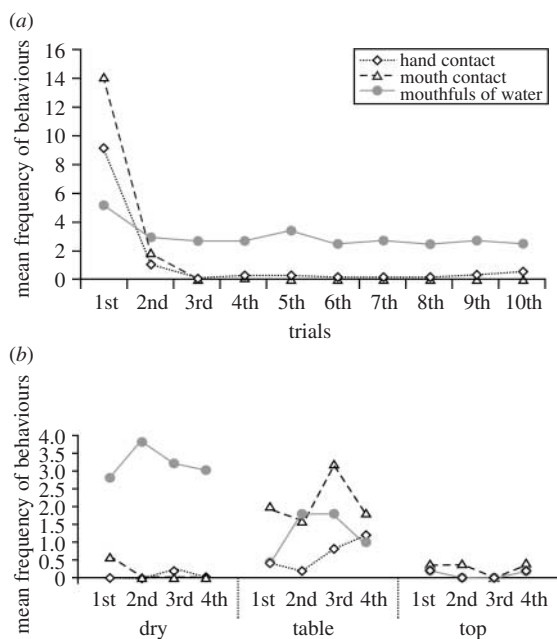 (a)
16
14
12
10
8
6
4
2
0
mean frequency of behaviours
hand contact
mouth contact
mouthfuls of water
1st 2nd 3rd 4th 5th 6th 7th 8th 9th 10th
trials
(b)
4.0
3.5
3.0
2.5
2.0
1.5
1.0
0.5
0
mean frequency of behaviours
1st 2nd 3rd 4th 1st 2nd 3rd 4th 1st 2nd 3rd 4th
dry table top